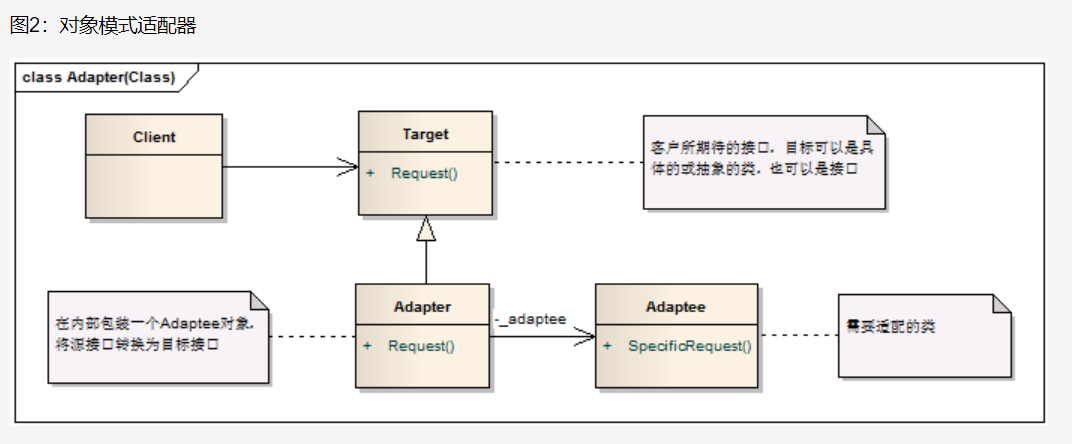 图2：对象模式适配器
class Adapter(Class)
Client
Target
+ Request()
客户所期待的接口，目标可以是具
体的或抽象的类，也可以是接口
在内部包装一个Adaptee对象，
将源接口转换为目标接口
Adapter
+ Request()
-_adaptee
Adaptee
+ SpecificRequest()
需要适配的类